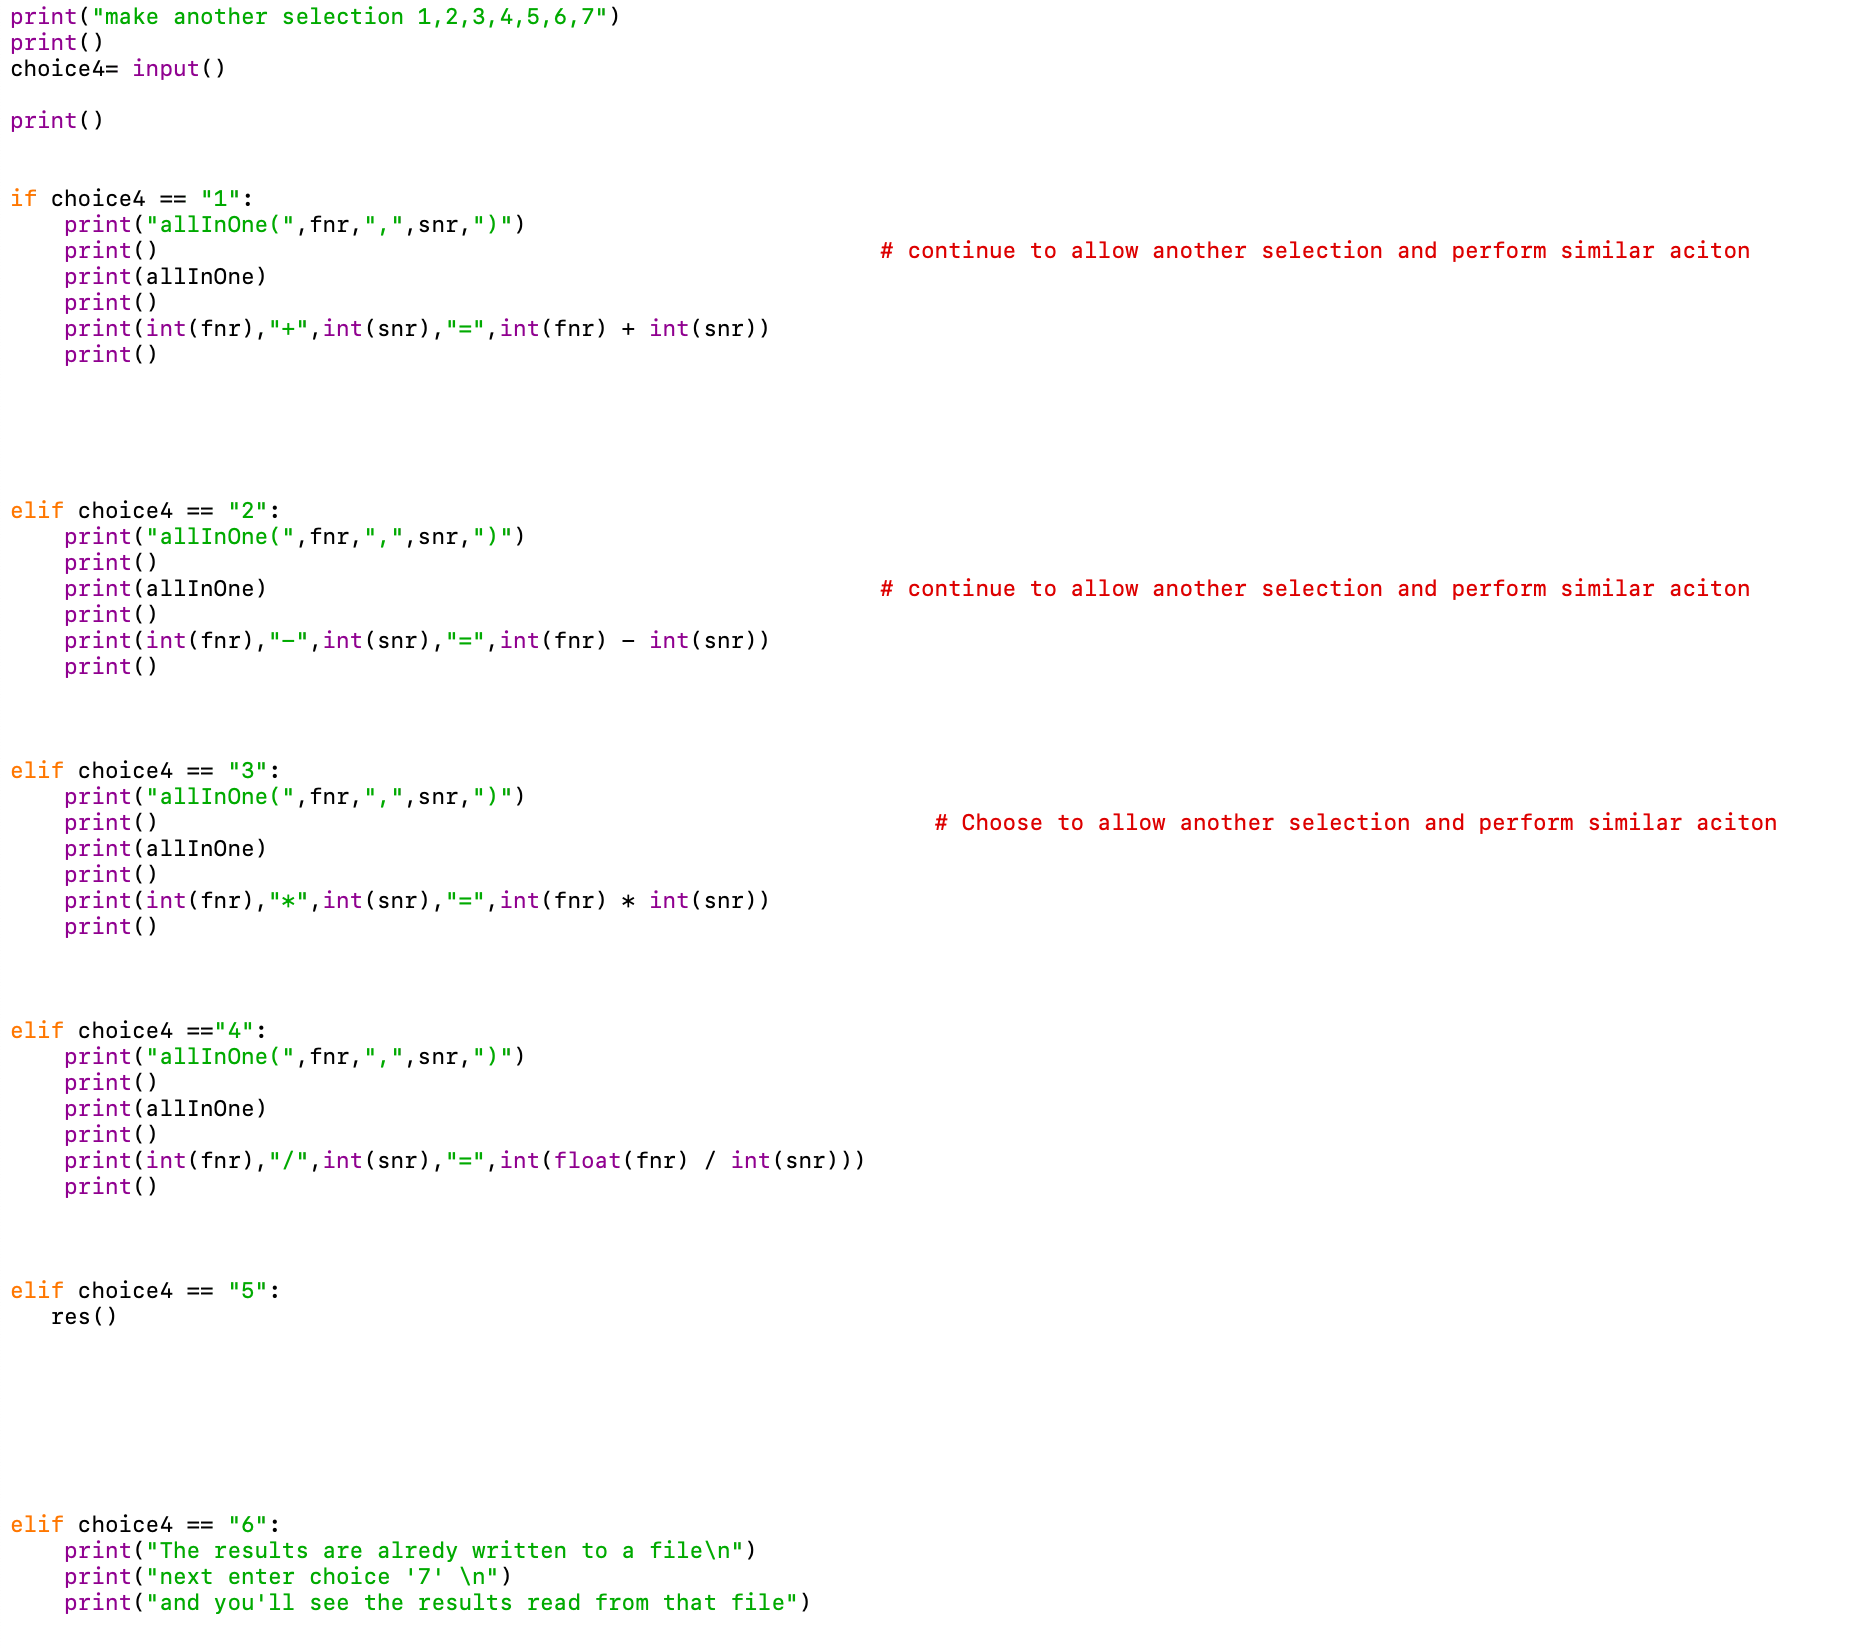 print("make another selection 1,2,3,4,5,6,7")
print()
choice4= input()
print()
if choice4 == "1":
print("allInOne(",fnr,",",snr,")")
print() # continue to allow another selection and perform similar aciton
print(allInOne)
print()
print(int(fnr),"+",int(snr),"=",int(fnr) + int(snr))
print()
elif choice4 == "2":
print("allInOne(",fnr,",",snr,")")
print()
print(allInOne) # continue to allow another selection and perform similar aciton
print()
print(int(fnr),"-",int(snr),"=",int(fnr) - int(snr))
print()
elif choice4 == "3":
print("allInOne(",fnr,",",snr,")")
print() # Choose to allow another selection and perform similar aciton
print(allInOne)
print()
print(int(fnr),"*",int(snr),"=",int(fnr) * int(snr))
print()
elif choice4 =="4":
print("allInOne(",fnr,",",snr,")")
print()
print(allInOne)
print()
print(int(fnr),"/",int(snr),"=",int(float(fnr) / int(snr)))
print()
elif choice4 == "5":
res()
elif choice4 == "6":
print("The results are alredy written to a file\n")
print("next enter choice '7' \n")
print("and you'll see the results read from that file")